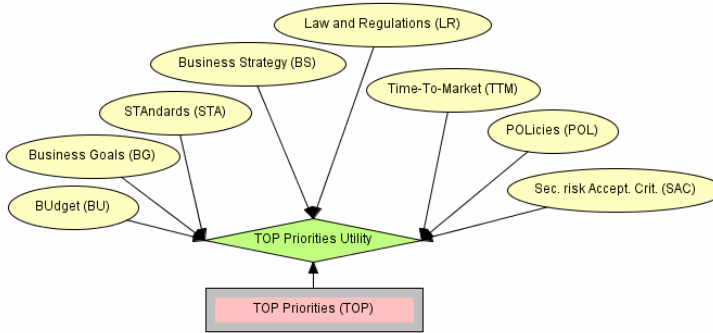 Law and Regulations (LR)
Business Strategy (BS)
Time-To-Market (TTM)
STAndards (STA)
POLicies (POL)
Business Goals (BG)
Sec. risk Accept. Crit. (SAC)
BUdget (BU)
TOP Priorities Utility
TOP Priorities (TOP)